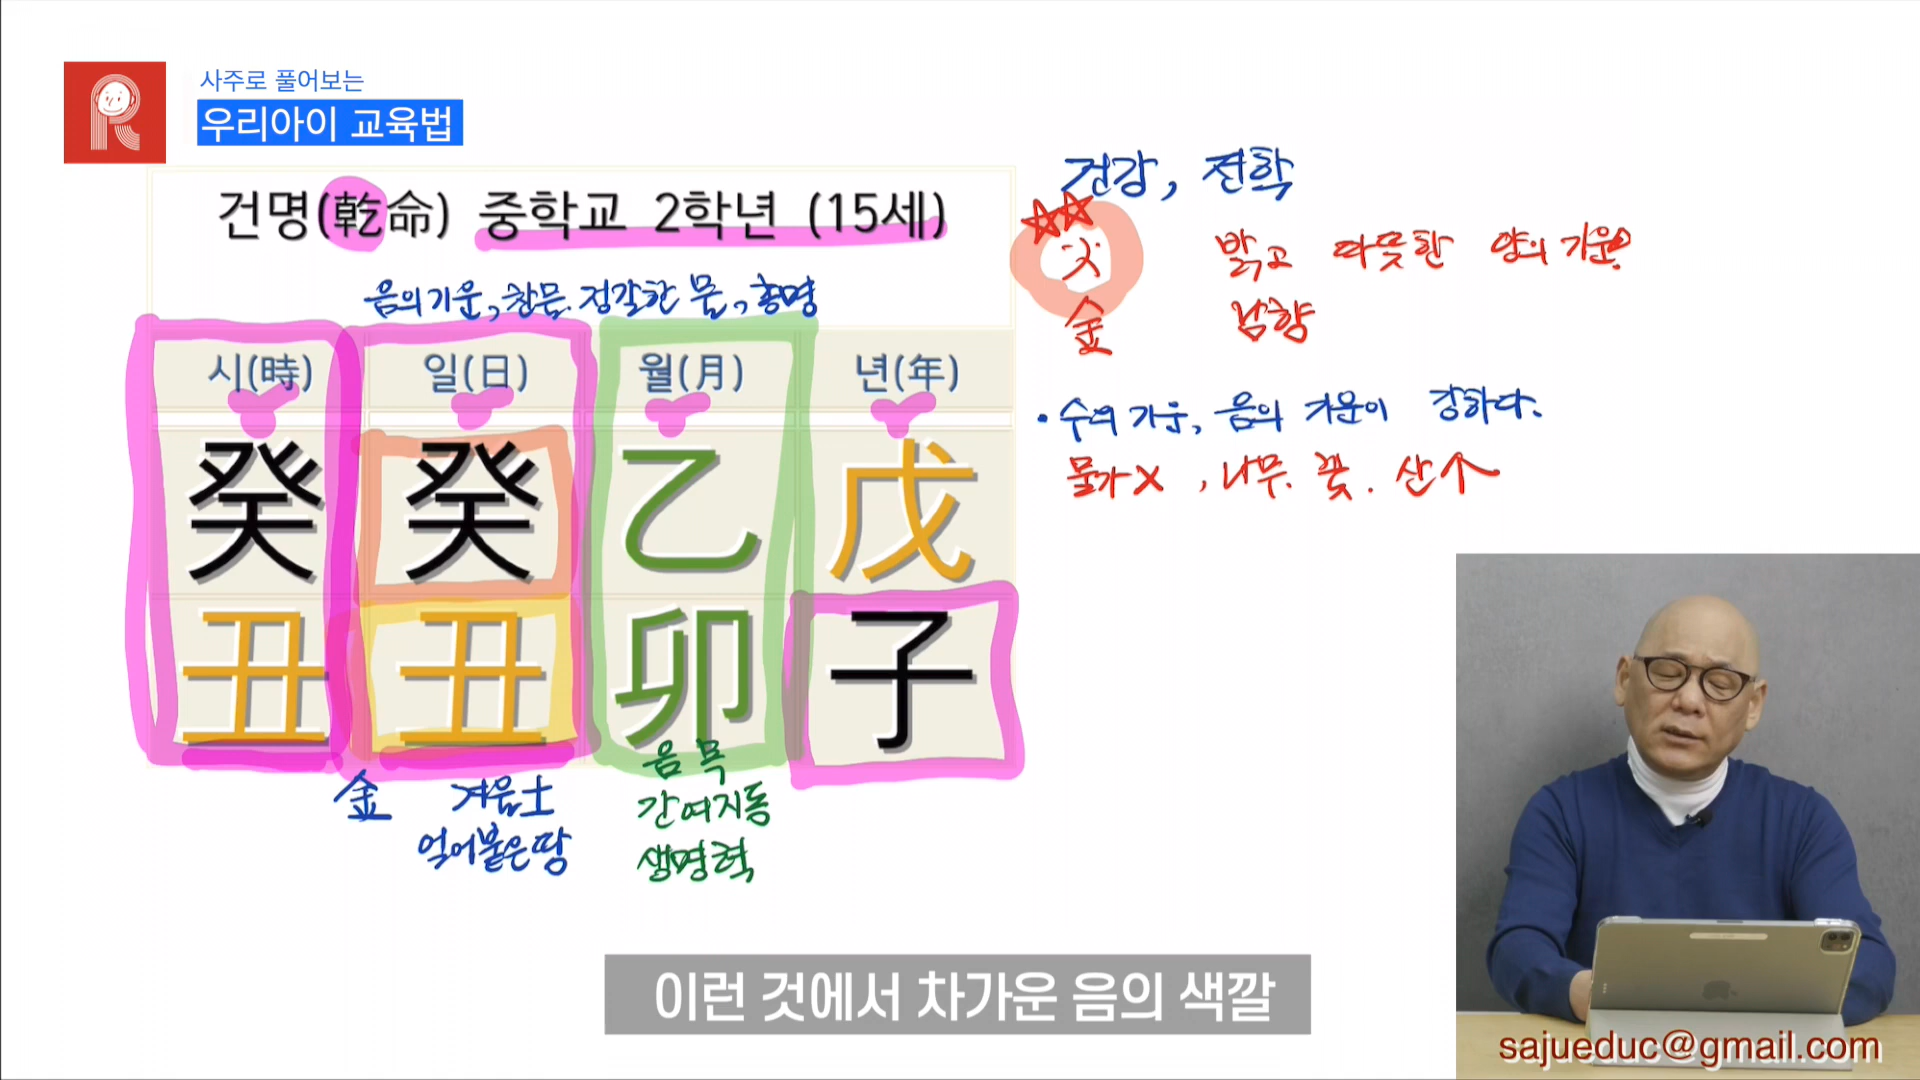 사주로 풀어보는
우리아이 교육법
건명(乾命) 중학교 2학년 (15세)
음의기운, 찬물. 정갈한 물, 총명
시(時) 일(日) 월(月) 년(年)
癸 癸 乙 戊
丑 丑 卯 子
金 겨울土
얼어붙은땅
음목
간여지동
생명력
건강, 진학
火 밝고 따뜻한 양의 기운.
金 남향
• 수의 기운, 음의 기운이 강하다.
물가X, 나무. 꽃. 산↑
이런 것에서 차가운 음의 색깔
sajueduc@gmail.com